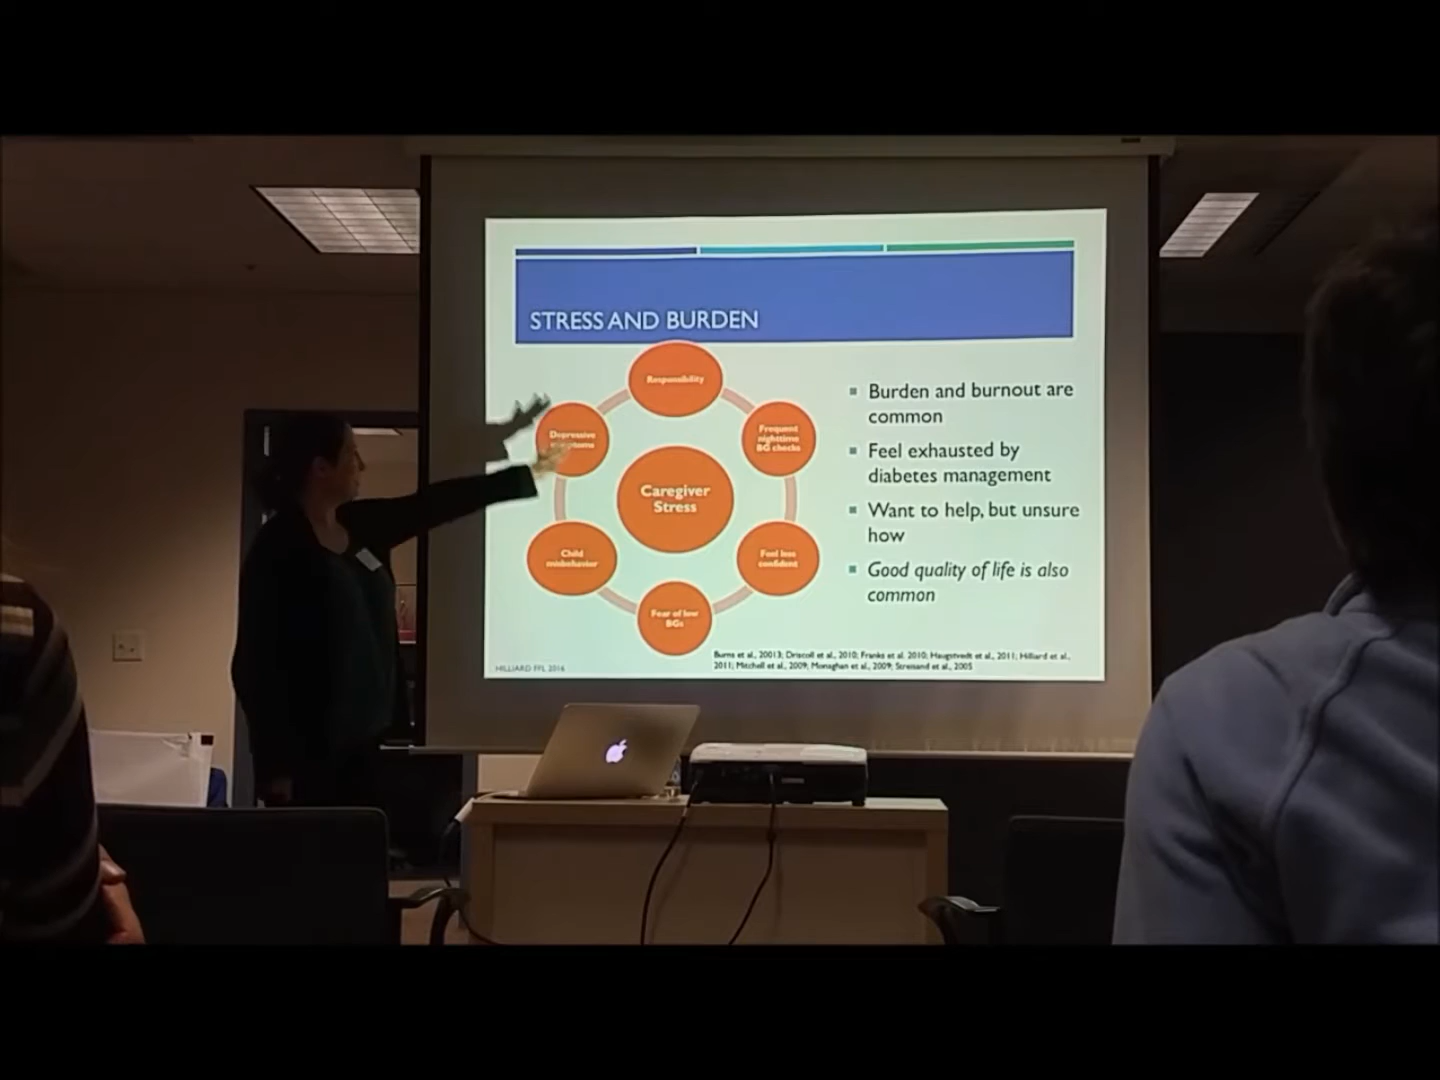 STRESS AND BURDEN
Responsibility
Depressive
symptoms
Frequent
nighttime
BG checks
Caregiver
Stress
Child
misbehavior
Feel less
confident
Fear of low
BGs
Burden and burnout are
common
Feel exhausted by
diabetes management
Want to help, but unsure
how
Good quality of life is also
common
Burns et al., 20013; Driscoll et al., 2010; Franks et al. 2010; Haugstvedt et al., 2011; Hilliard et al.,
2011; Mitchell et al., 2009; Monaghan et al., 2009; Streisand et al., 2005
HILLIARD FFL 2016